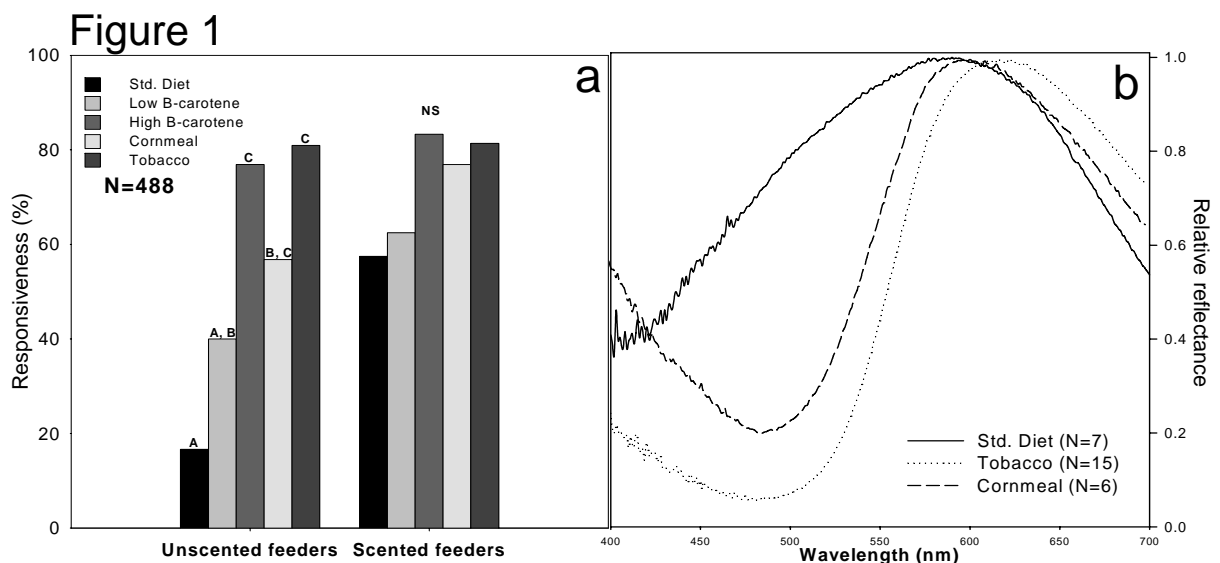 Figure 1
a
Responsiveness (%)
100
80
60
40
20
0
Std. Diet
Low B-carotene
High B-carotene
Cornmeal
Tobacco
N=488
A
A, B
C
B, C
C
NS
Unscented feeders
Scented feeders
b
1.0
0.8
0.6
0.4
0.2
0.0
Relative reflectance
Std. Diet (N=7)
Tobacco (N=15)
Cornmeal (N=6)
400
450
500
550
600
650
700
Wavelength (nm)